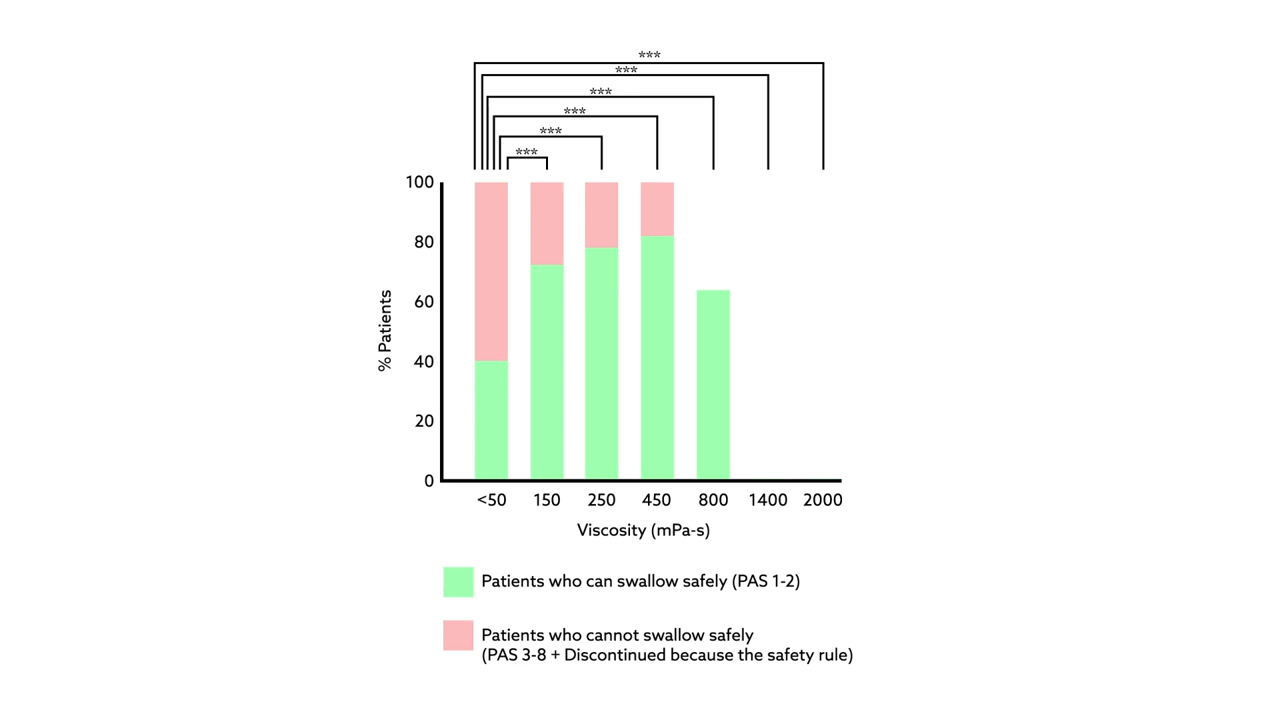 ***
***
***
***
***
***
100
80
60
40
20
0
% Patients
<50 150 250 450 800 1400 2000
Viscosity (mPa-s)
Patients who can swallow safely (PAS 1-2)
Patients who cannot swallow safely
(PAS 3-8 + Discontinued because the safety rule)